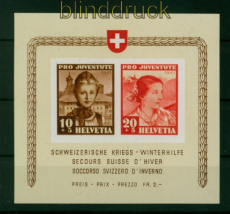 blinddruck
PRO JUVENTUTE
10
+5
HELVETIA
PRO JUVENTUTE
20
+5
HELVETIA
SCHWEIZERISCHE KRIEGS-WINTERHILFE
SECOURS SUISSE D'HIVER
SOCCORSO SVIZZERO D'INVERNO
PREIS - PRIX - PREZZO FR. 2.-